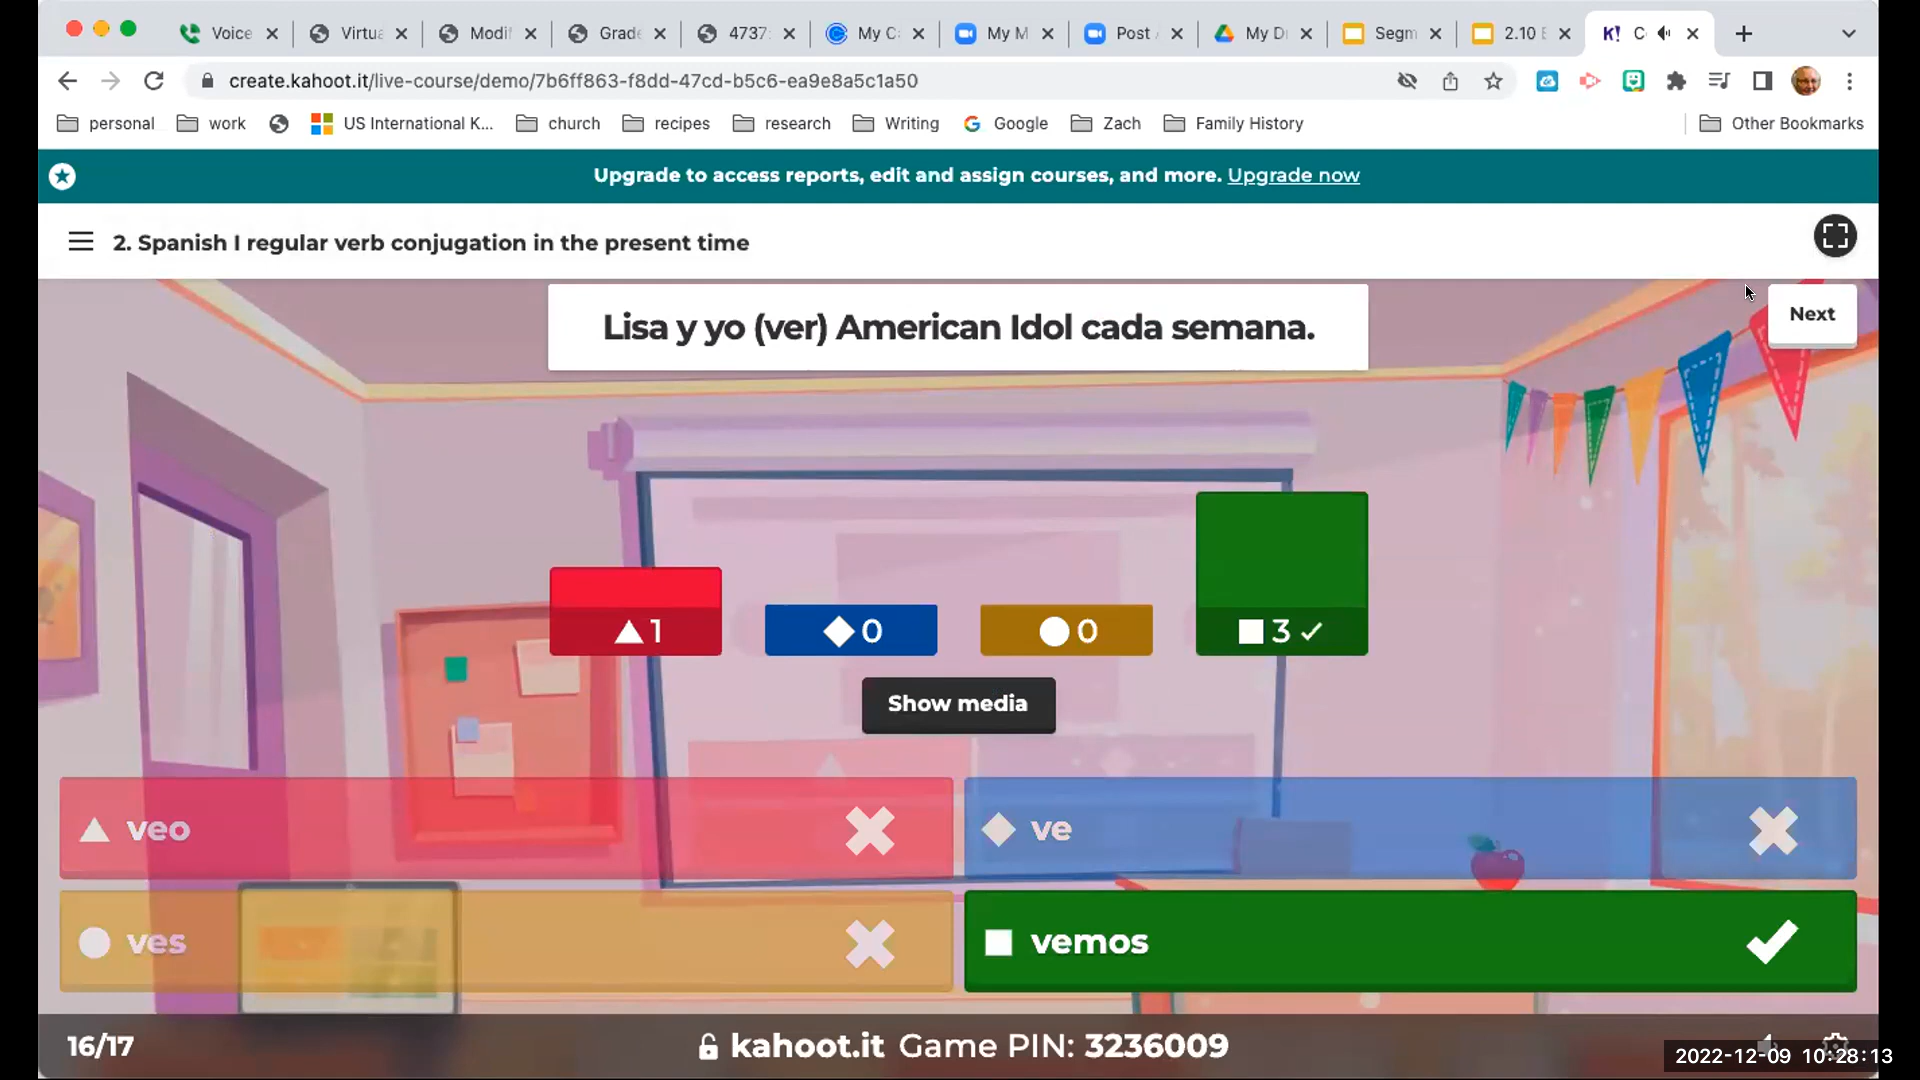 Voice
Virtua
Modif
Grade
4737
My C
My M
Post
My D
Segm
2.10 E
K! C
create.kahoot.it/live-course/demo/7b6ff863-f8dd-47cd-b5c6-ea9e8a5c1a50
personal work US International K... church recipes research Writing Google Zach Family History Other Bookmarks
Upgrade to access reports, edit and assign courses, and more. Upgrade now
2. Spanish I regular verb conjugation in the present time
Lisa y yo (ver) American Idol cada semana.
Next
1
0
0
3
Show media
veo
ve
ves
vemos
16/17
kahoot.it Game PIN: 3236009
2022-12-09 10:28:13